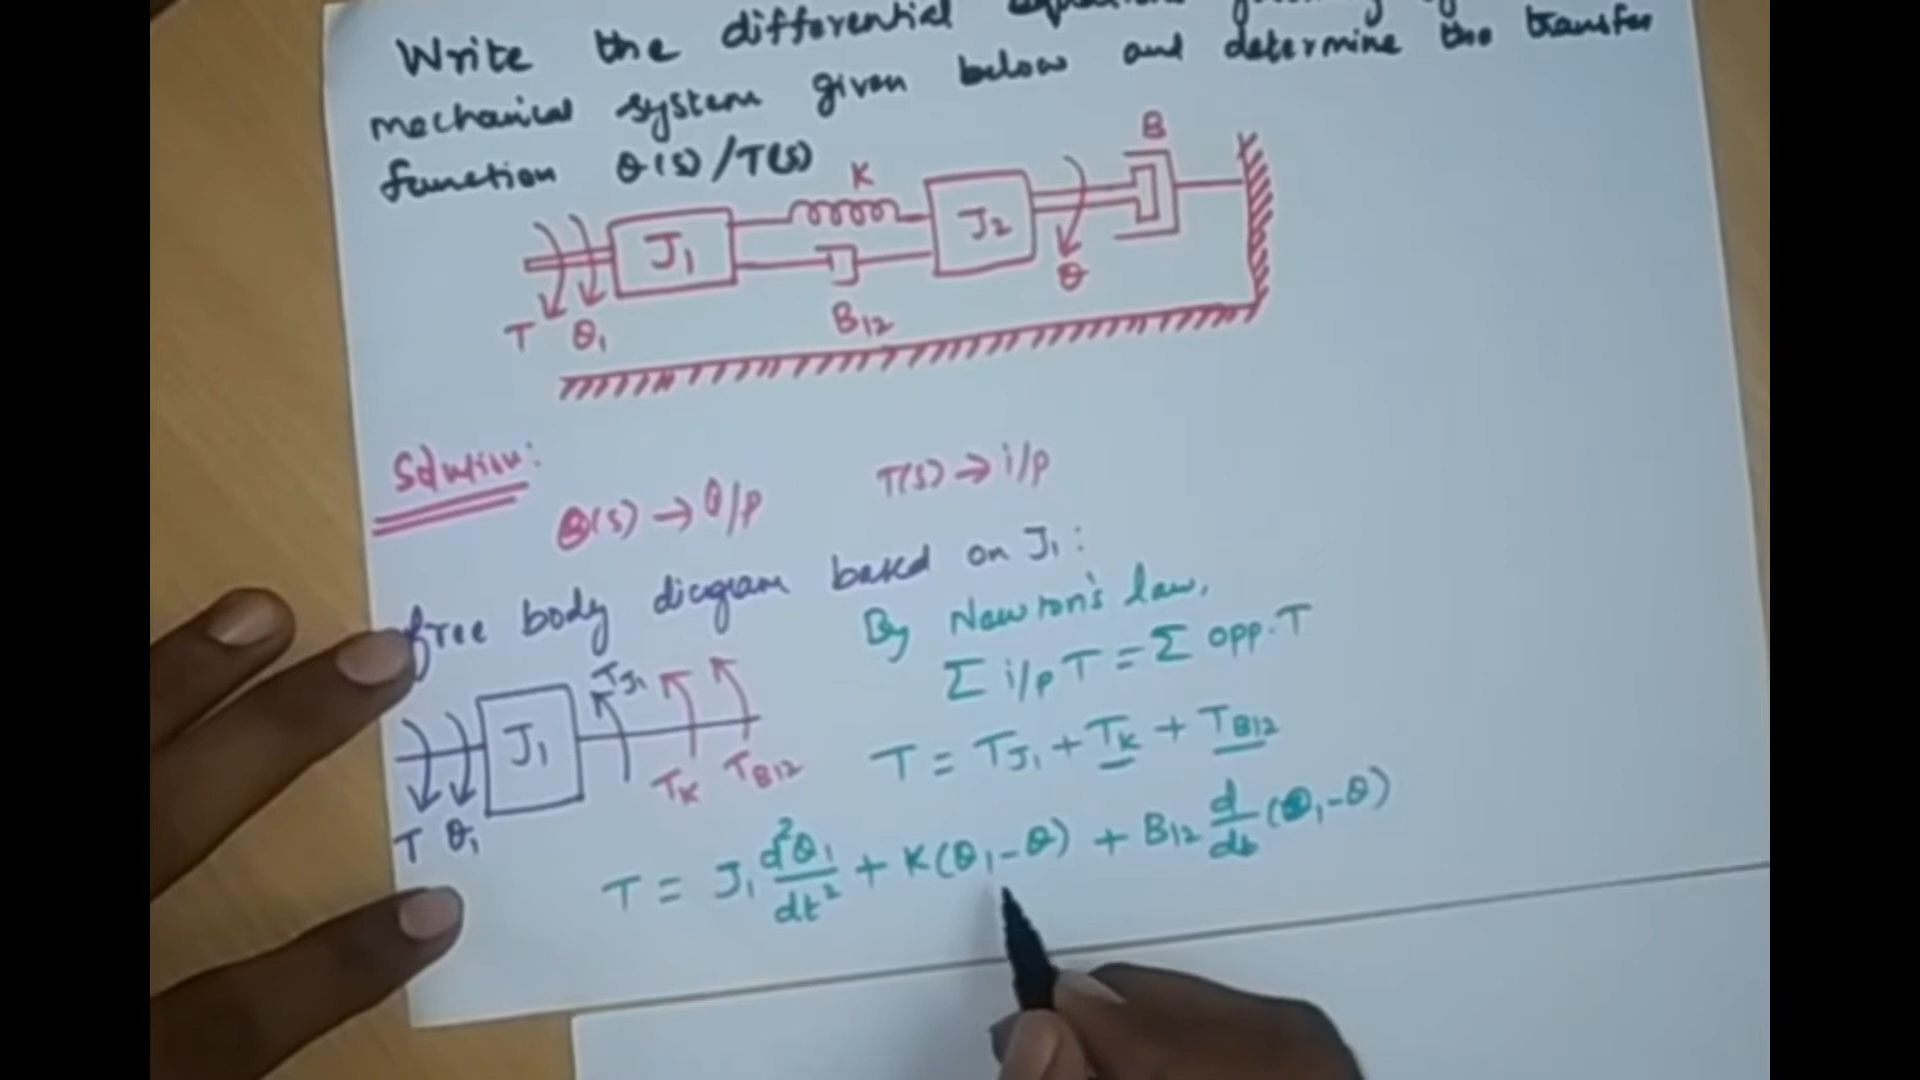 Write the differential
mechanical system given below and determine the transfer
function θ(s)/T(s)
K
B
J1
J2
T
θ1
B12
θ
Solution:
θ(s) → O/p
T(s) → i/p
free body diagram based on J1:
By Newton's law,
Σ i/p T = Σ opp. T
TJ1
J1
TK
TB12
T
θ1
T = TJ1 + TK + TB12
T = J1 d²θ1/dt² + K(θ1-θ) + B12 d/dt (θ1-θ)